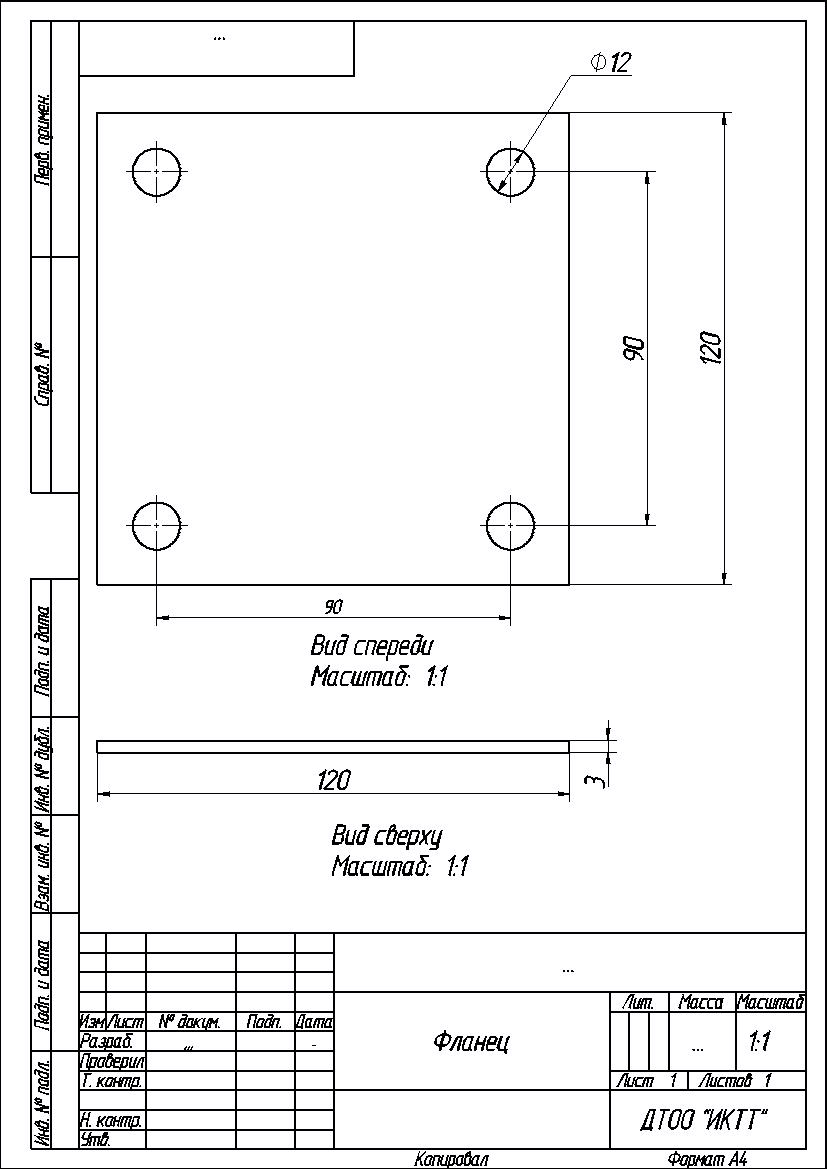 ...
Ф12
Перв. примен.
Справ. №
90
120
90
Вид спереди
Масштаб: 1:1
Подп. и дата
Инв. № дубл.
Взам. инв. №
Подп. и дата
Инв. № подл.
120
3
Вид сверху
Масштаб: 1:1
...
Лит. Масса Масштаб
Изм Лист № докум. Подп. Дата
Разраб. ,,, -
Фланец
... 1:1
Проверил
Т. контр.
Лист 1 Листов 1
Н. контр.
Утв.
ДТОО "ИКТТ"
Копировал Формат А4